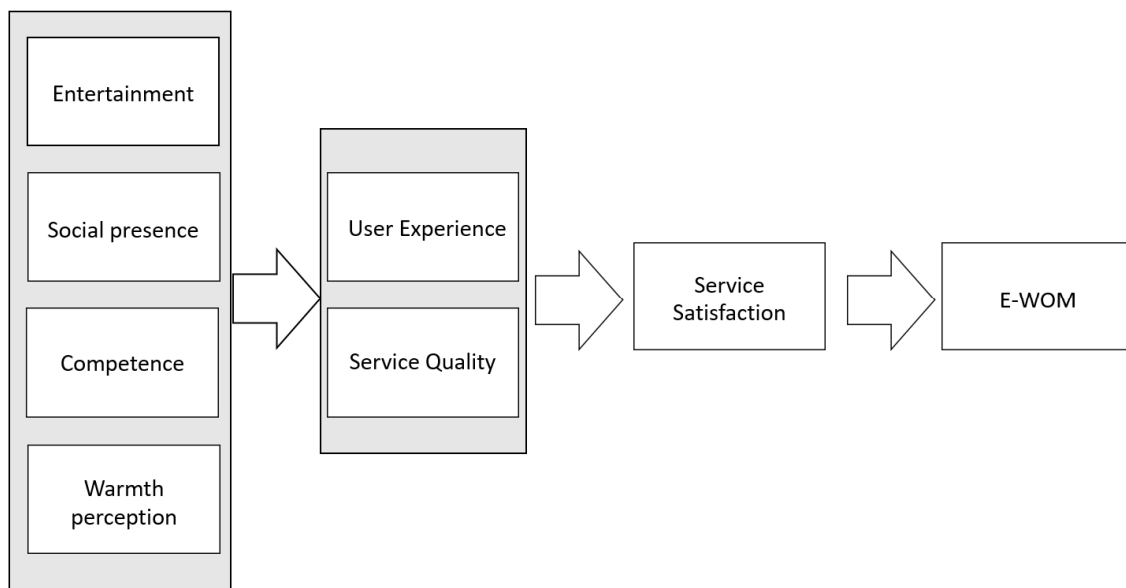 Entertainment
Social presence
Competence
Warmth
perception
User Experience
Service Quality
Service
Satisfaction
E-WOM